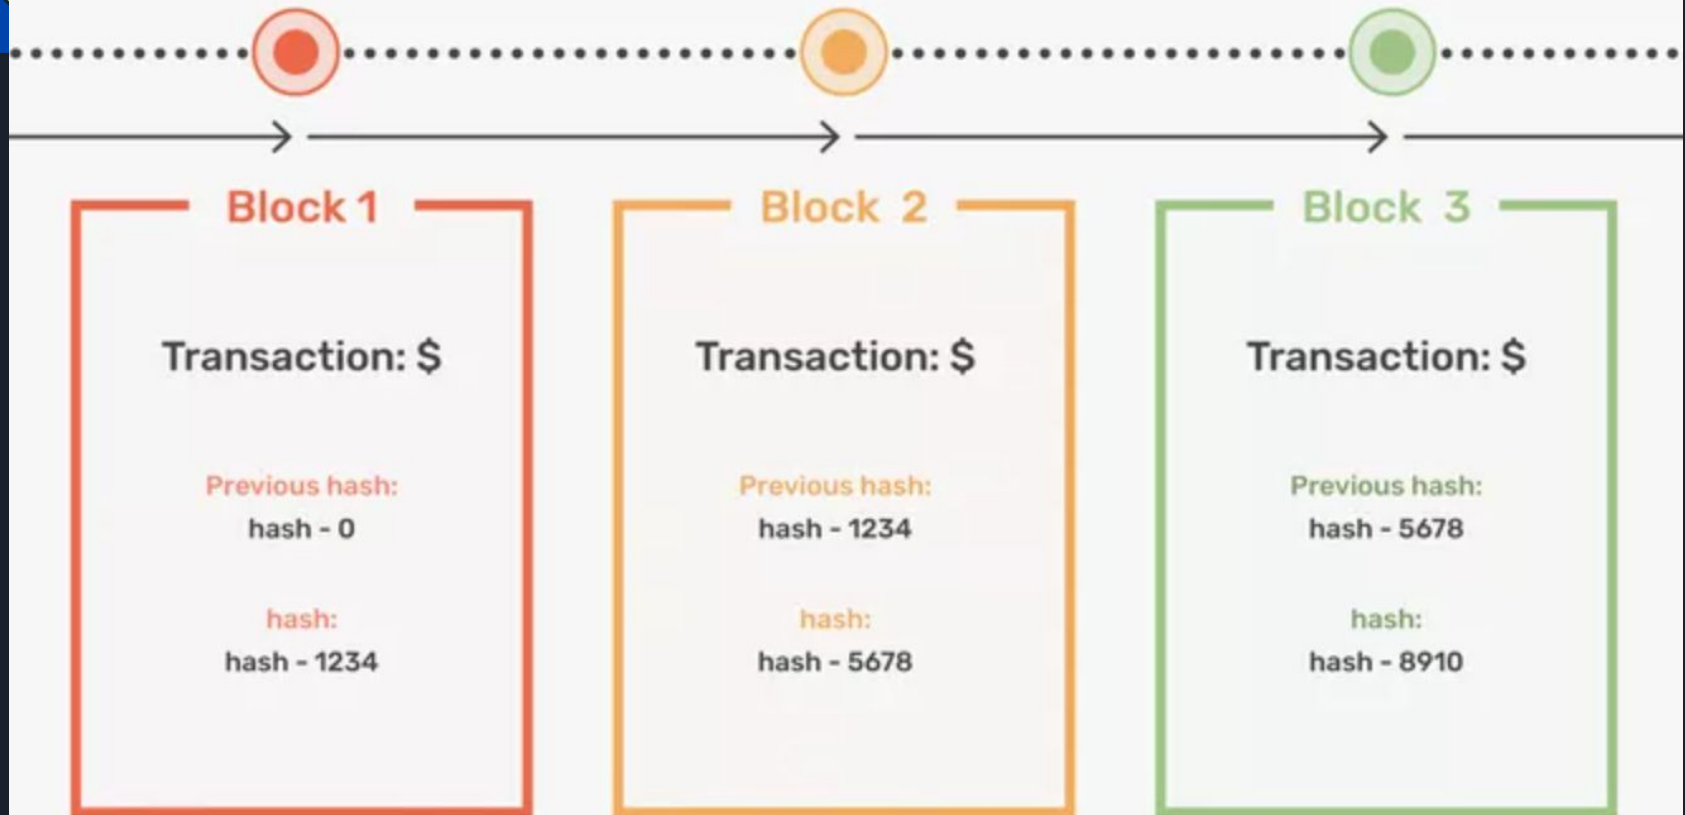 Block 1
Transaction: $
Previous hash:
hash - 0
hash:
hash - 1234
Block 2
Transaction: $
Previous hash:
hash - 1234
hash:
hash - 5678
Block 3
Transaction: $
Previous hash:
hash - 5678
hash:
hash - 8910